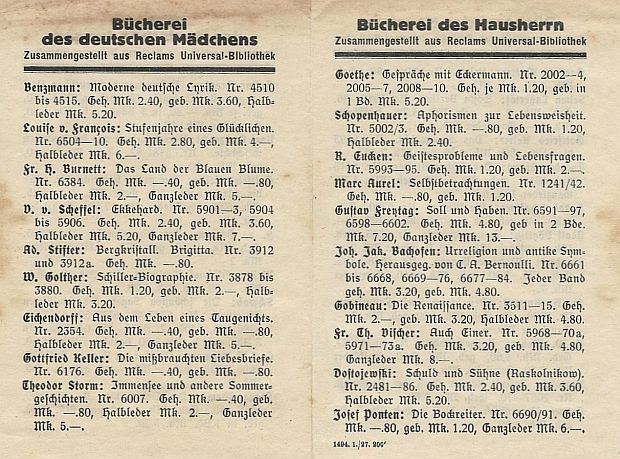 Bücherei
des deutschen Mädchens
Zusammengestellt aus Reclams Universal-Bibliothek
Benzmann: Moderne deutsche Lyrik. Nr. 4510
bis 4515. Geh. Mk. 2.40, geb. Mk. 3.60, Halb-
leder Mk. 5.20.
Louise v. François: Stufenjahre eines Glücklichen.
Nr. 6504—10. Geh. Mk. 2.80, geb. Mk. 4.—,
Halbleder Mk. 6.—.
Fr. H. Burnett: Das Land der Blauen Blume.
Nr. 6384. Geh. Mk. —.40, geb. Mk. —.80,
Halbleder Mk. 2.—, Ganzleder Mk. 5.—.
V. v. Scheffel: Ekkehard. Nr. 5901—3, 5904
bis 5906. Geh. Mk. 2.40, geb. Mk. 3.60,
Halbleder Mk. 5.20, Ganzleder Mk. 7.—.
Ad. Stifter: Bergkristall. Brigitta. Nr. 3912
und 3912a. Geh. Mk. —.80.
W. Golther: Schiller-Biographie. Nr. 3878 bis
3880. Geh. Mk. 1.20, geb. Mk. 2.—, Halb-
leder Mk. 3.20.
Eichendorff: Aus dem Leben eines Taugenichts.
Nr. 2354. Geh. Mk. —.40, geb. Mk. —.80,
Halbleder Mk. 2.—, Ganzleder Mk. 5.—.
Gottfried Keller: Die mißbrauchten Liebesbriefe.
Nr. 6176. Geh. Mk. —.40, geb. Mk. —.80.
Theodor Storm: Immensee und andere Sommer-
geschichten. Nr. 6007. Geh. Mk. —.40, geb.
Mk. —.80, Halbleder Mk. 2.—, Ganzleder
Mk. 5.—.
Bücherei des Hausherrn
Zusammengestellt aus Reclams Universal-Bibliothek
Goethe: Gespräche mit Eckermann. Nr. 2002—4,
2005—7, 2008—10. Geh. je Mk. 1.20, geb. in
1 Bd. Mk. 5.20.
Schopenhauer: Aphorismen zur Lebensweisheit.
Nr. 5002/3. Geh. Mk. —.80, geb. Mk. 1.20,
Halbleder Mk. 2.40.
R. Eucken: Geistesprobleme und Lebensfragen.
Nr. 5993—95. Geh. Mk. 1.20, geb. Mk. 2.—.
Marc Aurel: Selbstbetrachtungen. Nr. 1241/42.
Geh. Mk. —.80, geb. Mk. 1.20.
Gustav Freytag: Soll und Haben. Nr. 6591—97,
6598—6602. Geh. Mk. 4.80, geb in 2 Bde.
Mk. 7.20, Ganzleder Mk. 13.—.
Joh. Jak. Bachofen: Urreligion und antike Sym-
bole. Herausgeg. von C. A. Bernoulli. Nr. 6661
bis 6668, 6669—76, 6677—84. Jeder Band
geh. Mk. 3.20, geb. Mk. 4.80.
Gobineau: Die Renaissance. Nr. 3511—15. Geh.
Mk. 2.—, geb. Mk. 3.20, Halbleder Mk. 4.80.
Fr. Th. Vischer: Auch Einer. Nr. 5968—70a,
5971—73a. Geh. Mk. 3.20, geb. Mk. 4.80,
Ganzleder Mk. 8.—.
Dostojewski: Schuld und Sühne (Raskolnikow).
Nr. 2481—86. Geh. Mk. 2.40, geb. Mk. 3.60,
Halbleder Mk. 5.20.
Josef Ponten: Die Bockreiter. Nr. 6690/91. Geh.
Mk. —.80, geb. Mk. 1.20, Ganzleder Mk. 6.—.
1494. 1./27. 200'